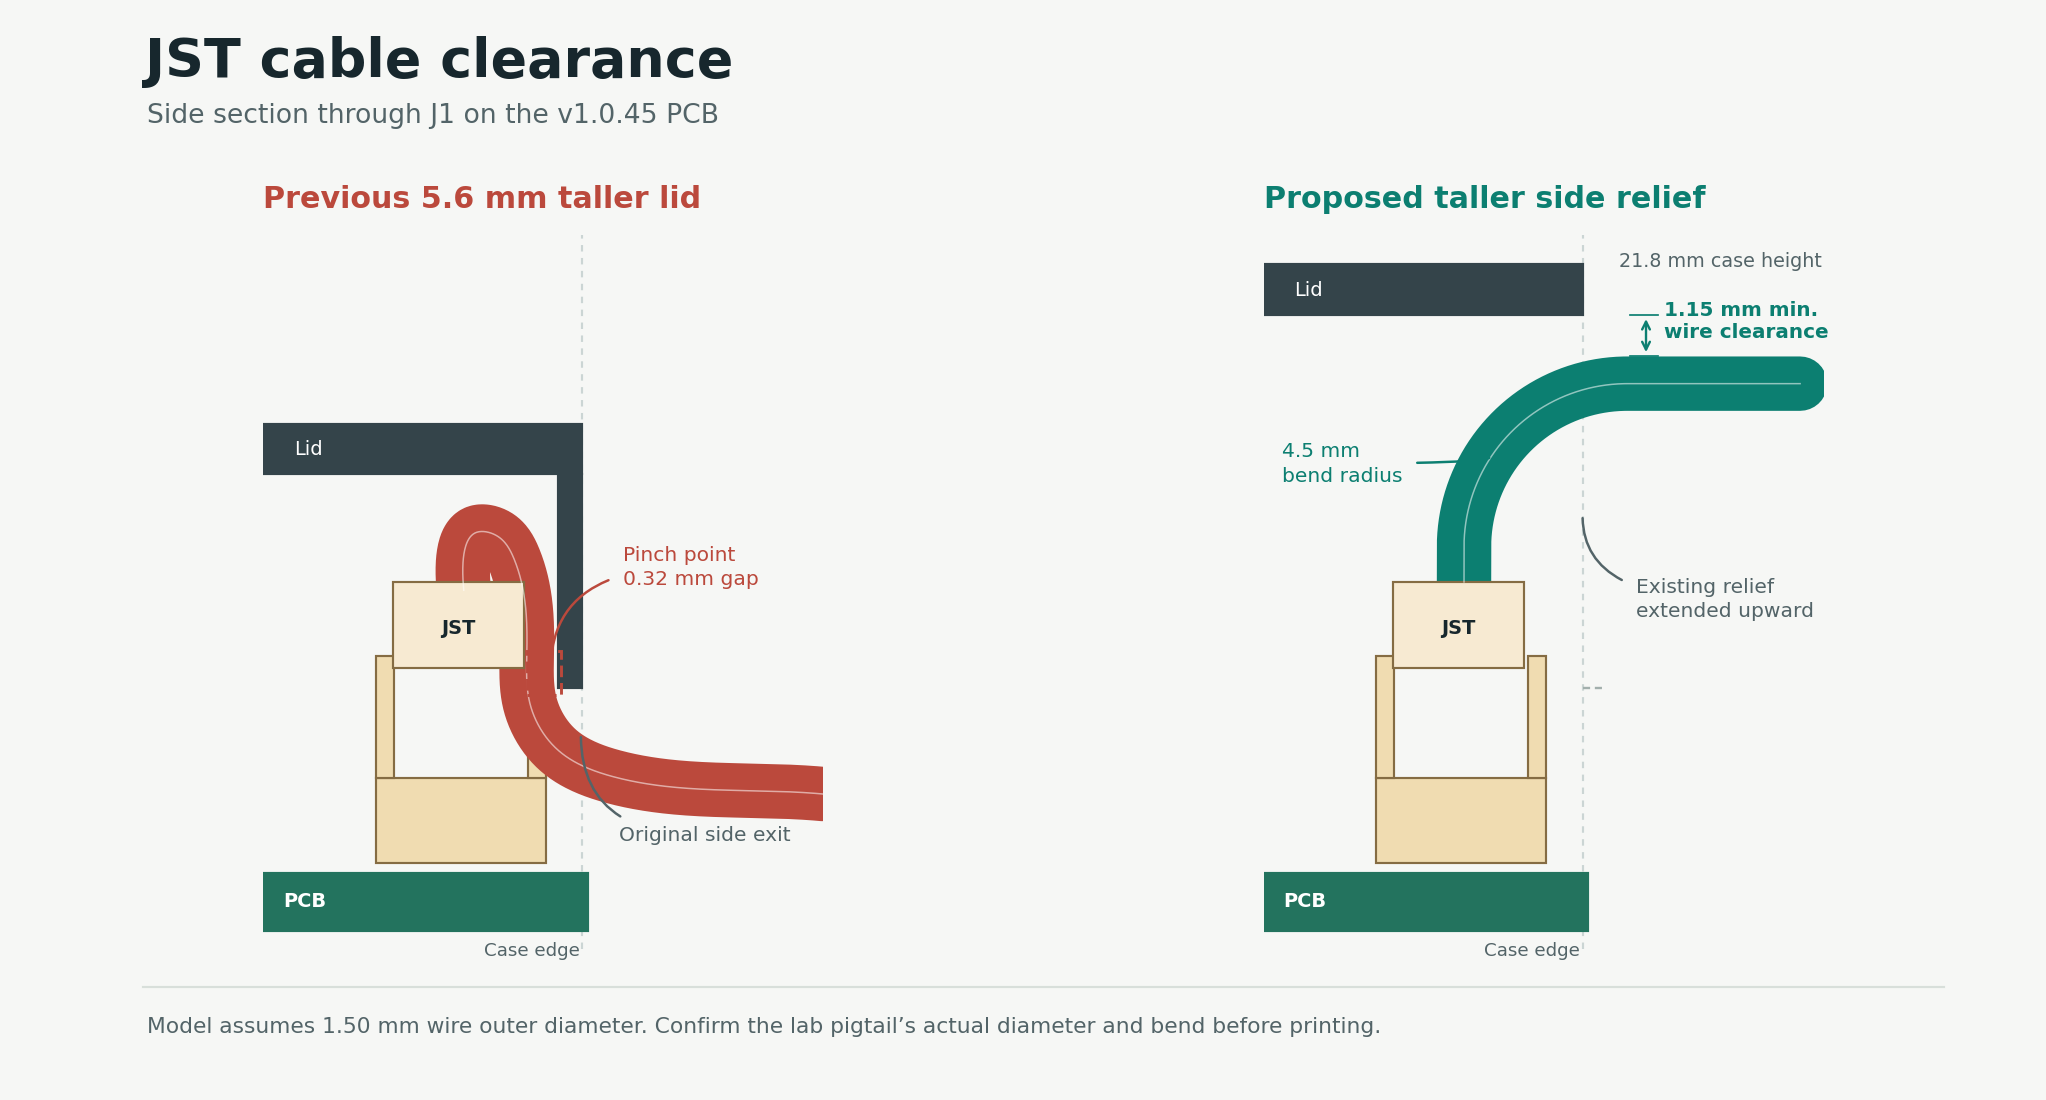 JST cable clearance
Side section through J1 on the v1.0.45 PCB
Previous 5.6 mm taller lid
Lid
Pinch point
0.32 mm gap
JST
Original side exit
PCB
Case edge
Proposed taller side relief
21.8 mm case height
Lid
1.15 mm min.
wire clearance
4.5 mm
bend radius
Existing relief
extended upward
JST
PCB
Case edge
Model assumes 1.50 mm wire outer diameter. Confirm the lab pigtail’s actual diameter and bend before printing.